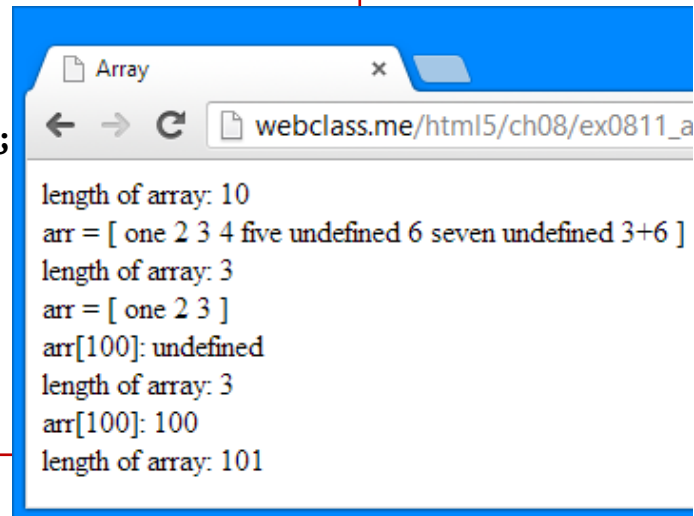 Array
;
webclass.me/html5/ch08/ex0811_a
length of array: 10
arr = [ one 2 3 4 five undefined 6 seven undefined 3+6 ]
length of array: 3
arr = [ one 2 3 ]
arr[100]: undefined
length of array: 3
arr[100]: 100
length of array: 101